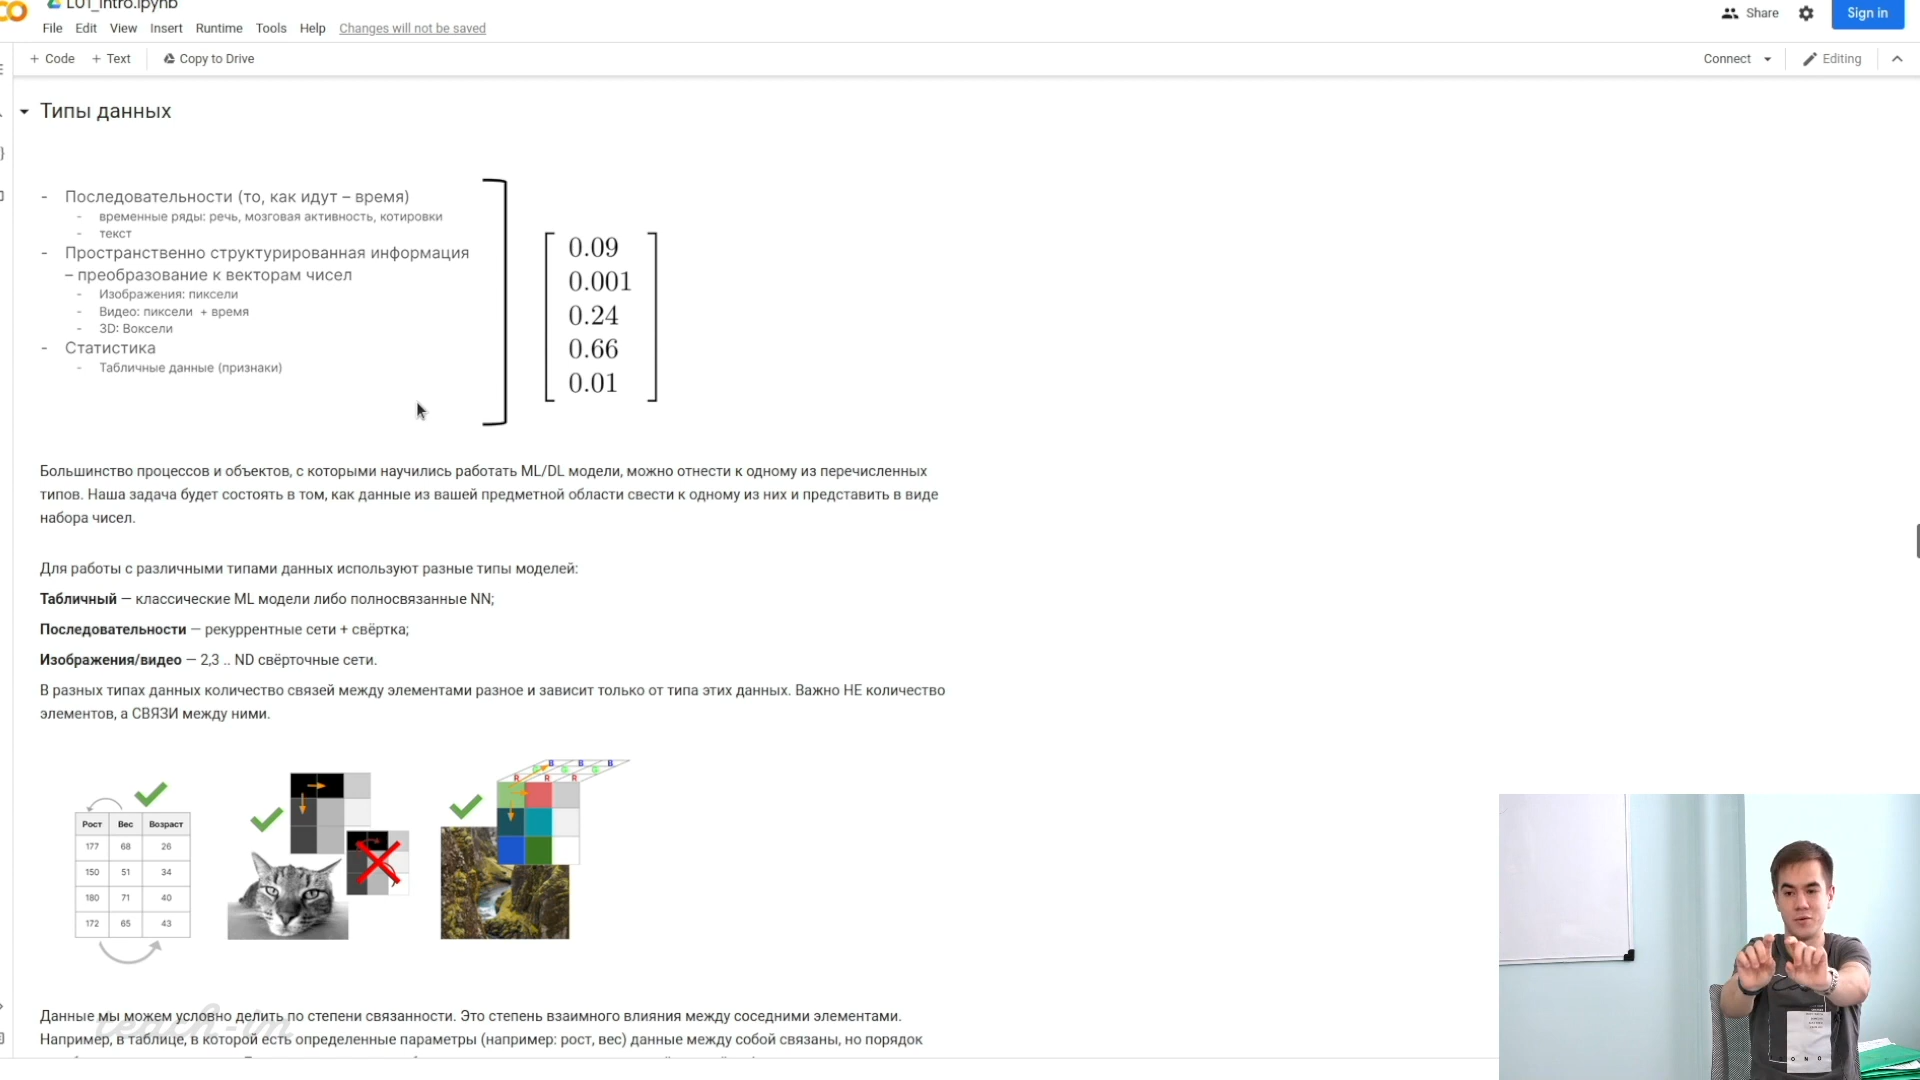 L01_Intro.ipynb
File Edit View Insert Runtime Tools Help Changes will not be saved
Share Sign in
+ Code + Text Copy to Drive
Connect Editing
Типы данных
- Последовательности (то, как идут – время)
- временные ряды: речь, мозговая активность, котировки
- текст
- Пространственно структурированная информация
– преобразование к векторам чисел
- Изображения: пиксели
- Видео: пиксели + время
- 3D: Воксели
- Статистика
- Табличные данные (признаки)
0.09
0.001
0.24
0.66
0.01
Большинство процессов и объектов, с которыми научились работать ML/DL модели, можно отнести к одному из перечисленных
типов. Наша задача будет состоять в том, как данные из вашей предметной области свести к одному из них и представить в виде
набора чисел.
Для работы с различными типами данных используют разные типы моделей:
Табличный — классические ML модели либо полносвязанные NN;
Последовательности — рекуррентные сети + свёртка;
Изображения/видео — 2,3 .. ND свёрточные сети.
В разных типах данных количество связей между элементами разное и зависит только от типа этих данных. Важно НЕ количество
элементов, а СВЯЗИ между ними.
Рост Вес Возраст
177 68 26
150 51 34
180 71 40
172 65 43
B B B
G G G
R R R
Данные мы можем условно делить по степени связанности. Это степень взаимного влияния между соседними элементами.
Например, в таблице, в которой есть определенные параметры (например: рост, вес) данные между собой связаны, но порядок
teach-in